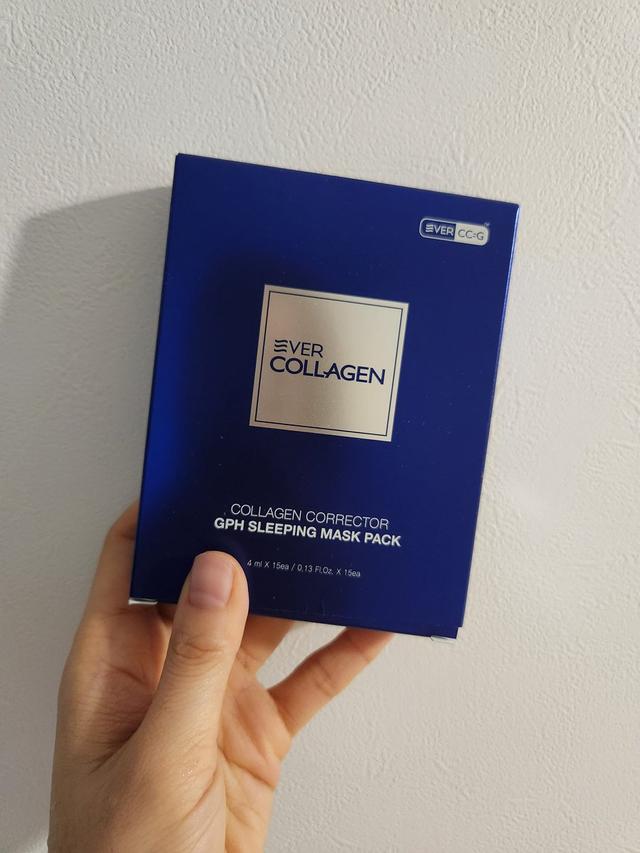 EVER CC:G
EVER
COLLAGEN
COLLAGEN CORRECTOR
GPH SLEEPING MASK PACK
4 ml X 15ea / 0.13 Fl.Oz. X 15ea